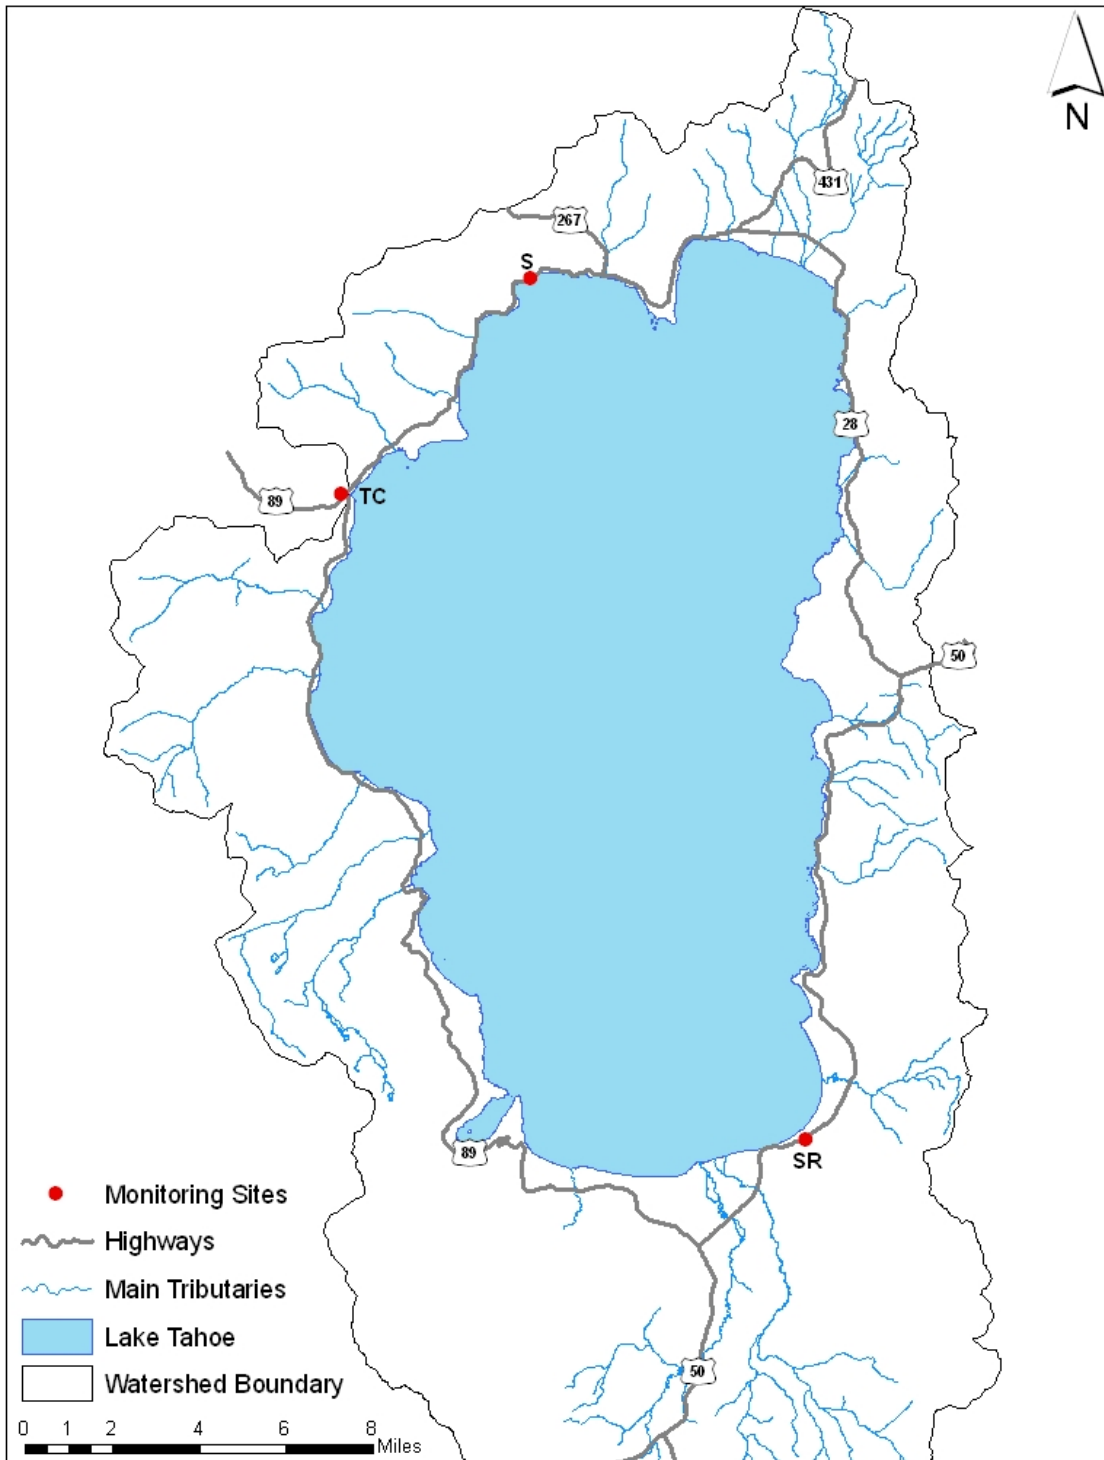 N
431
267
S
28
89
TC
50
89
SR
Monitoring Sites
Highways
Main Tributaries
Lake Tahoe
Watershed Boundary
50
0 1 2 4 6 8
Miles